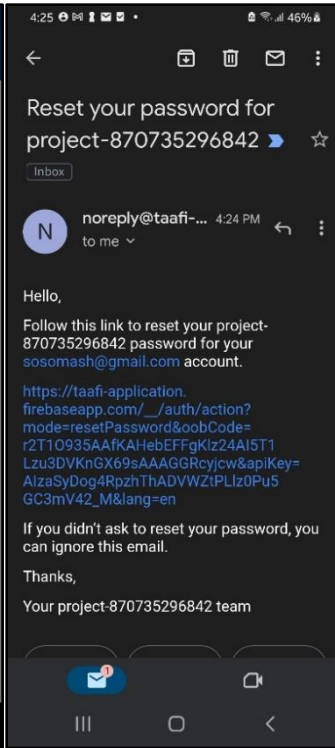 4:25
46%
Reset your password for
project-870735296842
Inbox
N
noreply@taafi-... 4:24 PM
to me
Hello,
Follow this link to reset your project-
870735296842 password for your
sosomash@gmail.com account.
https://taafi-application.
firebaseapp.com/__/auth/action?
mode=resetPassword&oobCode=
r2T1O935AAfKAHebEFFgKlz24AI5T1
Lzu3DVKnGX69sAAAGGRcyjcw&apiKey=
AIzaSyDog4RpzhThADVWZtPLlz0Pu5
GC3mV42_M&lang=en
If you didn't ask to reset your password, you
can ignore this email.
Thanks,
Your project-870735296842 team
1